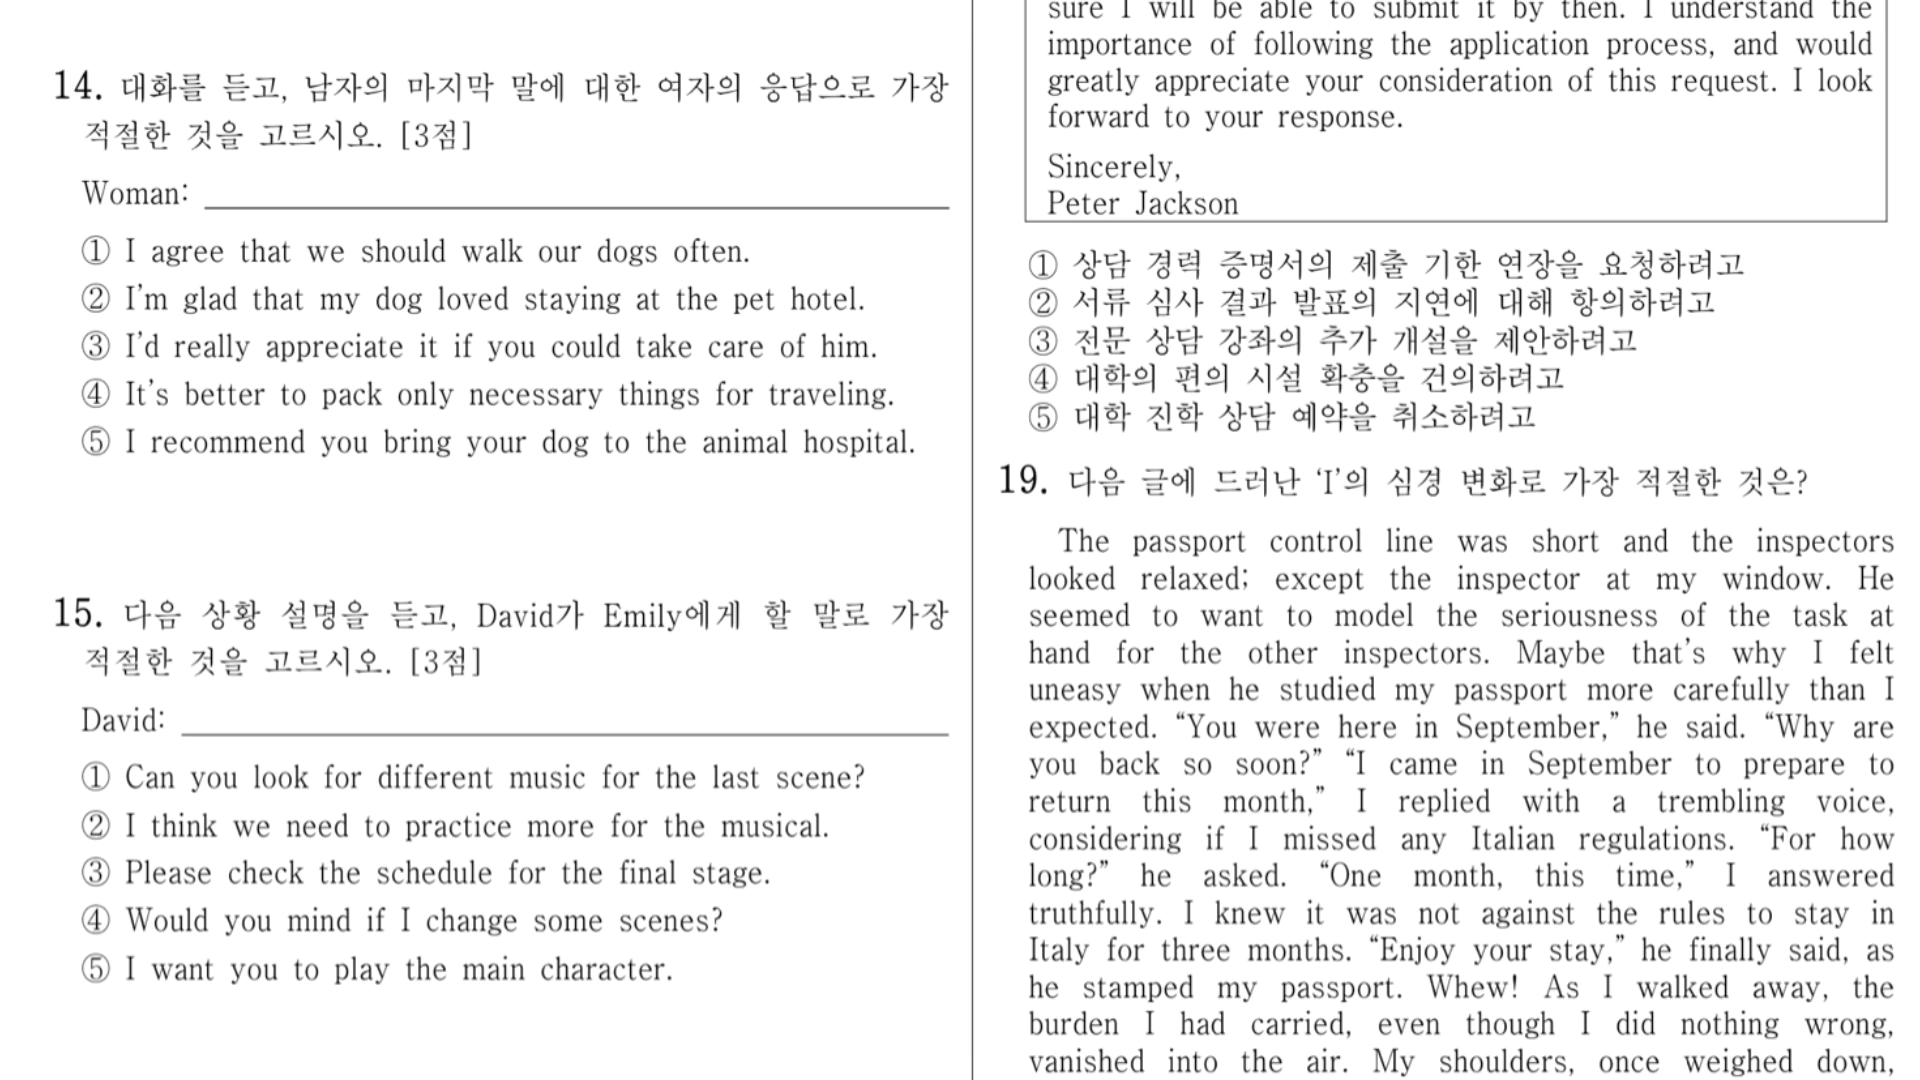 14. 대화를 듣고, 남자의 마지막 말에 대한 여자의 응답으로 가장
적절한 것을 고르시오. [3점]
Woman:
① I agree that we should walk our dogs often.
② I'm glad that my dog loved staying at the pet hotel.
③ I'd really appreciate it if you could take care of him.
④ It's better to pack only necessary things for traveling.
⑤ I recommend you bring your dog to the animal hospital.
15. 다음 상황 설명을 듣고, David가 Emily에게 할 말로 가장
적절한 것을 고르시오. [3점]
David:
① Can you look for different music for the last scene?
② I think we need to practice more for the musical.
③ Please check the schedule for the final stage.
④ Would you mind if I change some scenes?
⑤ I want you to play the main character.
sure I will be able to submit it by then. I understand the
importance of following the application process, and would
greatly appreciate your consideration of this request. I look
forward to your response.
Sincerely,
Peter Jackson
① 상담 경력 증명서의 제출 기한 연장을 요청하려고
② 서류 심사 결과 발표의 지연에 대해 항의하려고
③ 전문 상담 강좌의 추가 개설을 제안하려고
④ 대학의 편의 시설 확충을 건의하려고
⑤ 대학 진학 상담 예약을 취소하려고
19. 다음 글에 드러난 ‘I’의 심경 변화로 가장 적절한 것은?
The passport control line was short and the inspectors
looked relaxed; except the inspector at my window. He
seemed to want to model the seriousness of the task at
hand for the other inspectors. Maybe that's why I felt
uneasy when he studied my passport more carefully than I
expected. “You were here in September,” he said. “Why are
you back so soon?” “I came in September to prepare to
return this month,” I replied with a trembling voice,
considering if I missed any Italian regulations. “For how
long?” he asked. “One month, this time,” I answered
truthfully. I knew it was not against the rules to stay in
Italy for three months. “Enjoy your stay,” he finally said, as
he stamped my passport. Whew! As I walked away, the
burden I had carried, even though I did nothing wrong,
vanished into the air. My shoulders, once weighed down,